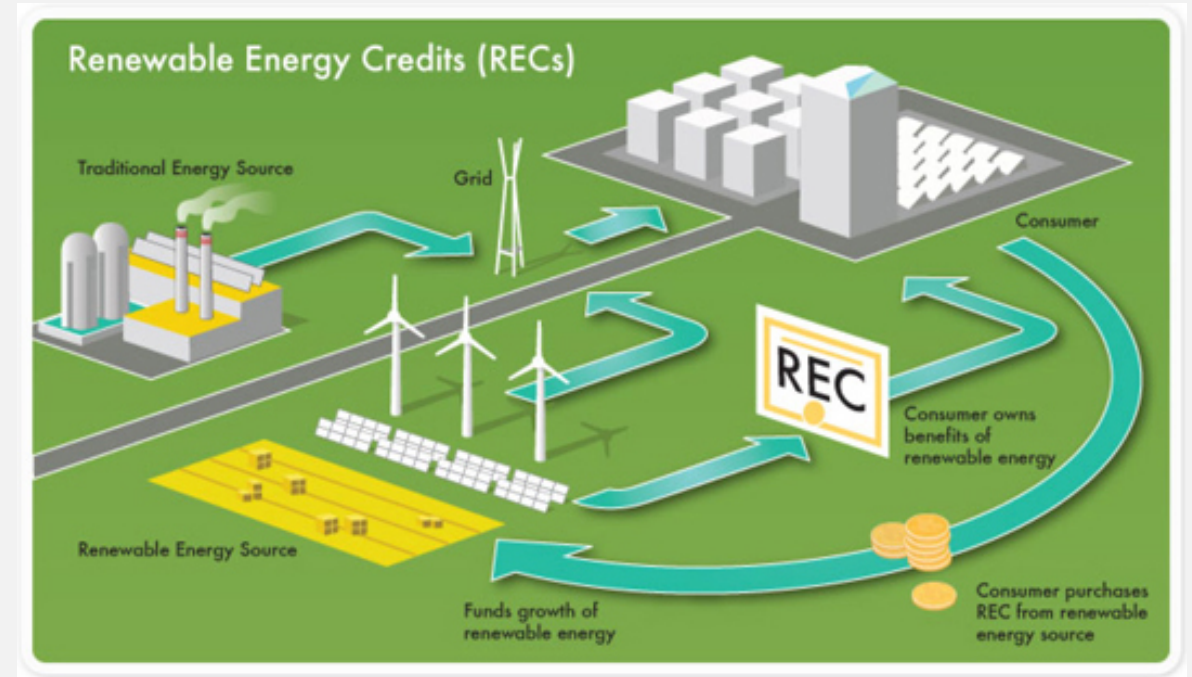 Renewable Energy Credits (RECs)
Traditional Energy Source
Grid
Consumer
REC
Consumer owns
benefits of
renewable energy
Renewable Energy Source
Funds growth of
renewable energy
Consumer purchases
REC from renewable
energy source